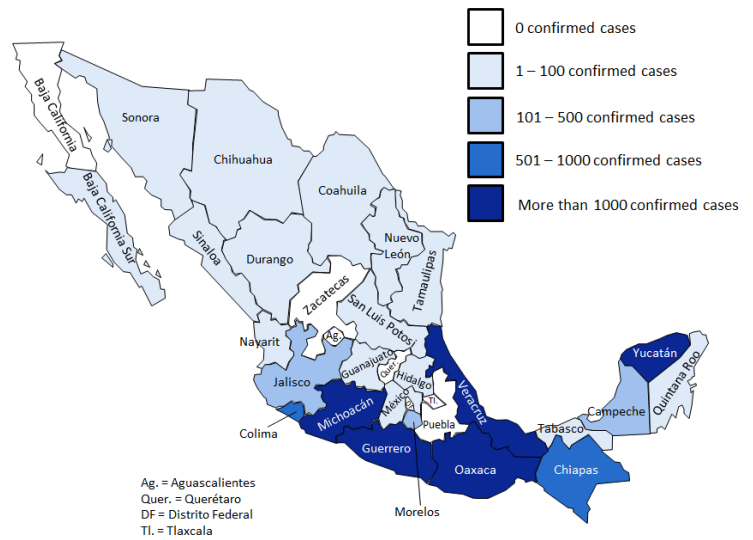 0 confirmed cases
1 – 100 confirmed cases
101 – 500 confirmed cases
501 – 1000 confirmed cases
More than 1000 confirmed cases
Baja California
Sonora
Chihuahua
Coahuila
Baja California Sur
Sinaloa
Durango
Nuevo
León
Tamaulipas
Zacatecas
San Luis Potosí
Nayarit
Ag.
Guanajuato
Quer.
Hidalgo
Jalisco
Michoacán
México
DF
Tl.
Veracruz
Puebla
Colima
Guerrero
Oaxaca
Morelos
Tabasco
Chiapas
Campeche
Yucatán
Quintana Roo
Ag. = Aguascalientes
Quer. = Querétaro
DF = Distrito Federal
Tl. = Tlaxcala